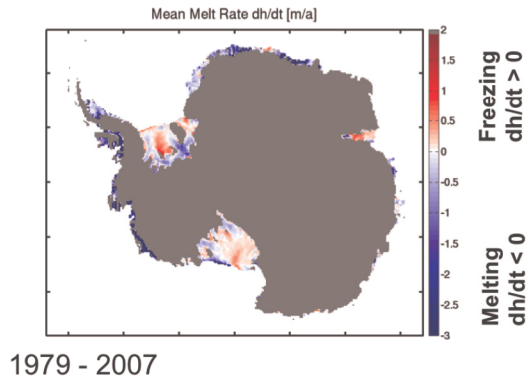 Mean Melt Rate dh/dt [m/a]
2
1.5
1
0.5
0
-0.5
-1
-1.5
-2
-2.5
-3
Freezing
dh/dt > 0
Melting
dh/dt < 0
1979 - 2007